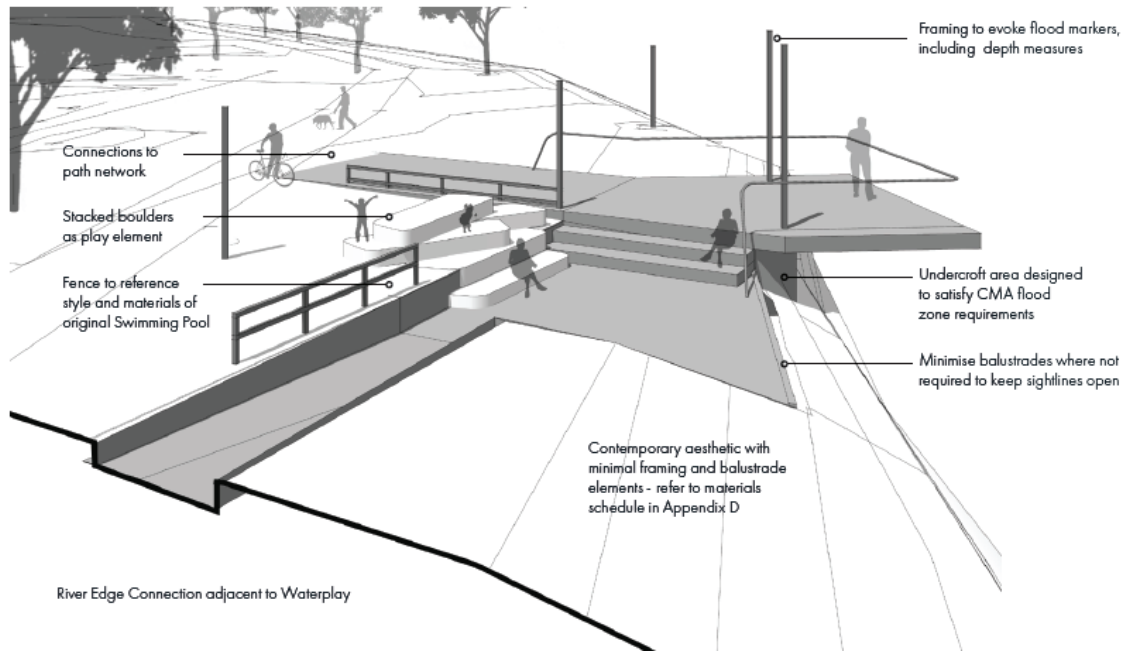 Framing to evoke flood markers,
including depth measures
Connections to
path network
Stacked boulders
as play element
Fence to reference
style and materials of
original Swimming Pool
Undercroft area designed
to satisfy CMA flood
zone requirements
Minimise balustrades where not
required to keep sightlines open
Contemporary aesthetic with
minimal framing and balustrade
elements - refer to materials
schedule in Appendix D
River Edge Connection adjacent to Waterplay